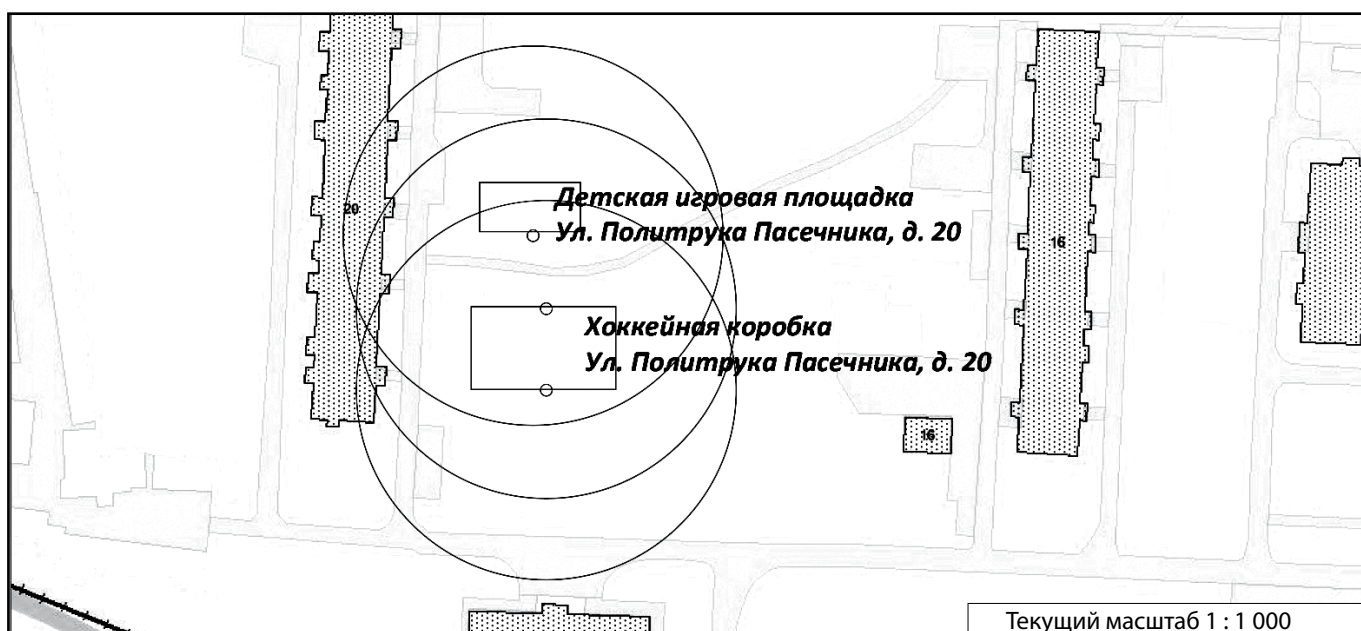 20
Детская игровая площадка
Ул. Политрука Пасечника, д. 20
16
Хоккейная коробка
Ул. Политрука Пасечника, д. 20
16
Текущий масштаб 1 : 1 000